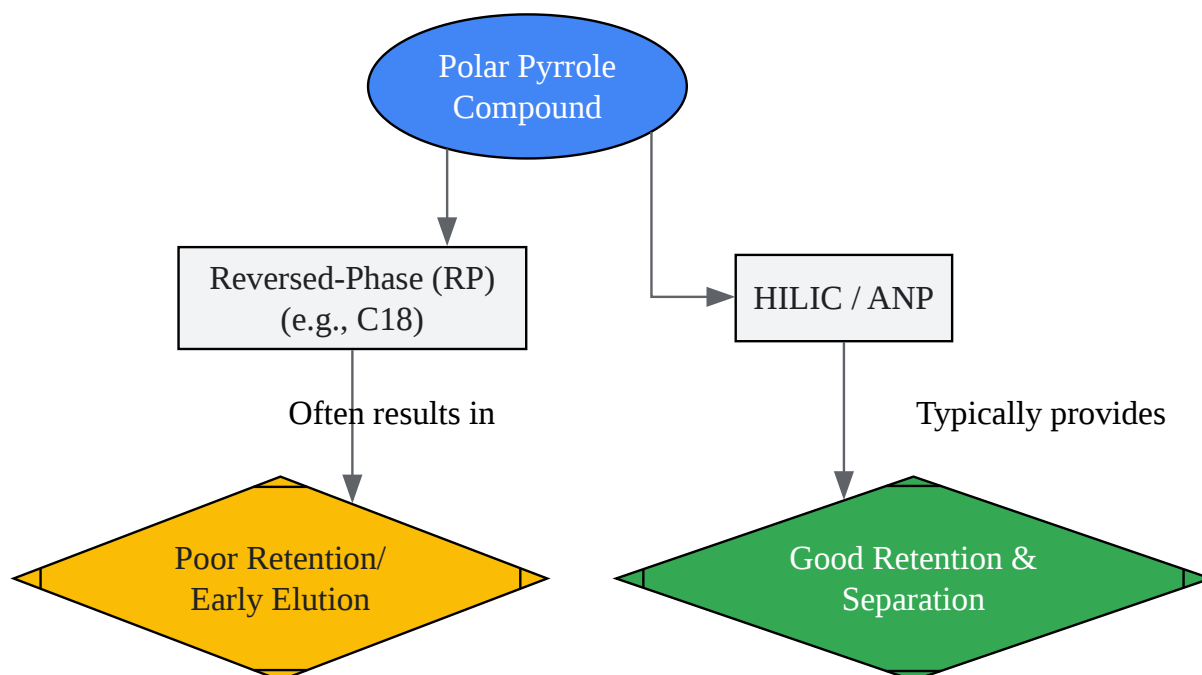 Polar Pyrrole
Compound
Reversed-Phase (RP)
(e.g., C18)
HILIC / ANP
Often results in
Typically provides
Poor Retention/
Early Elution
Good Retention &
Separation